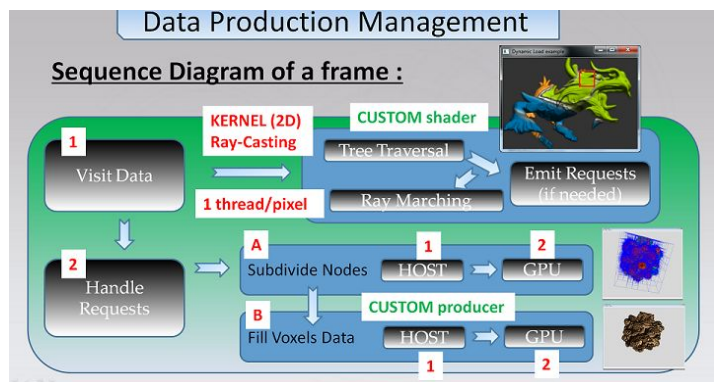 Data Production Management
Sequence Diagram of a frame :
Dynamic Load example
1
Visit Data
KERNEL (2D)
Ray-Casting
1 thread/pixel
CUSTOM shader
Tree Traversal
Ray Marching
Emit Requests
(if needed)
2
Handle
Requests
A
Subdivide Nodes
1
HOST
2
GPU
B
Fill Voxels Data
CUSTOM producer
HOST
1
GPU
2